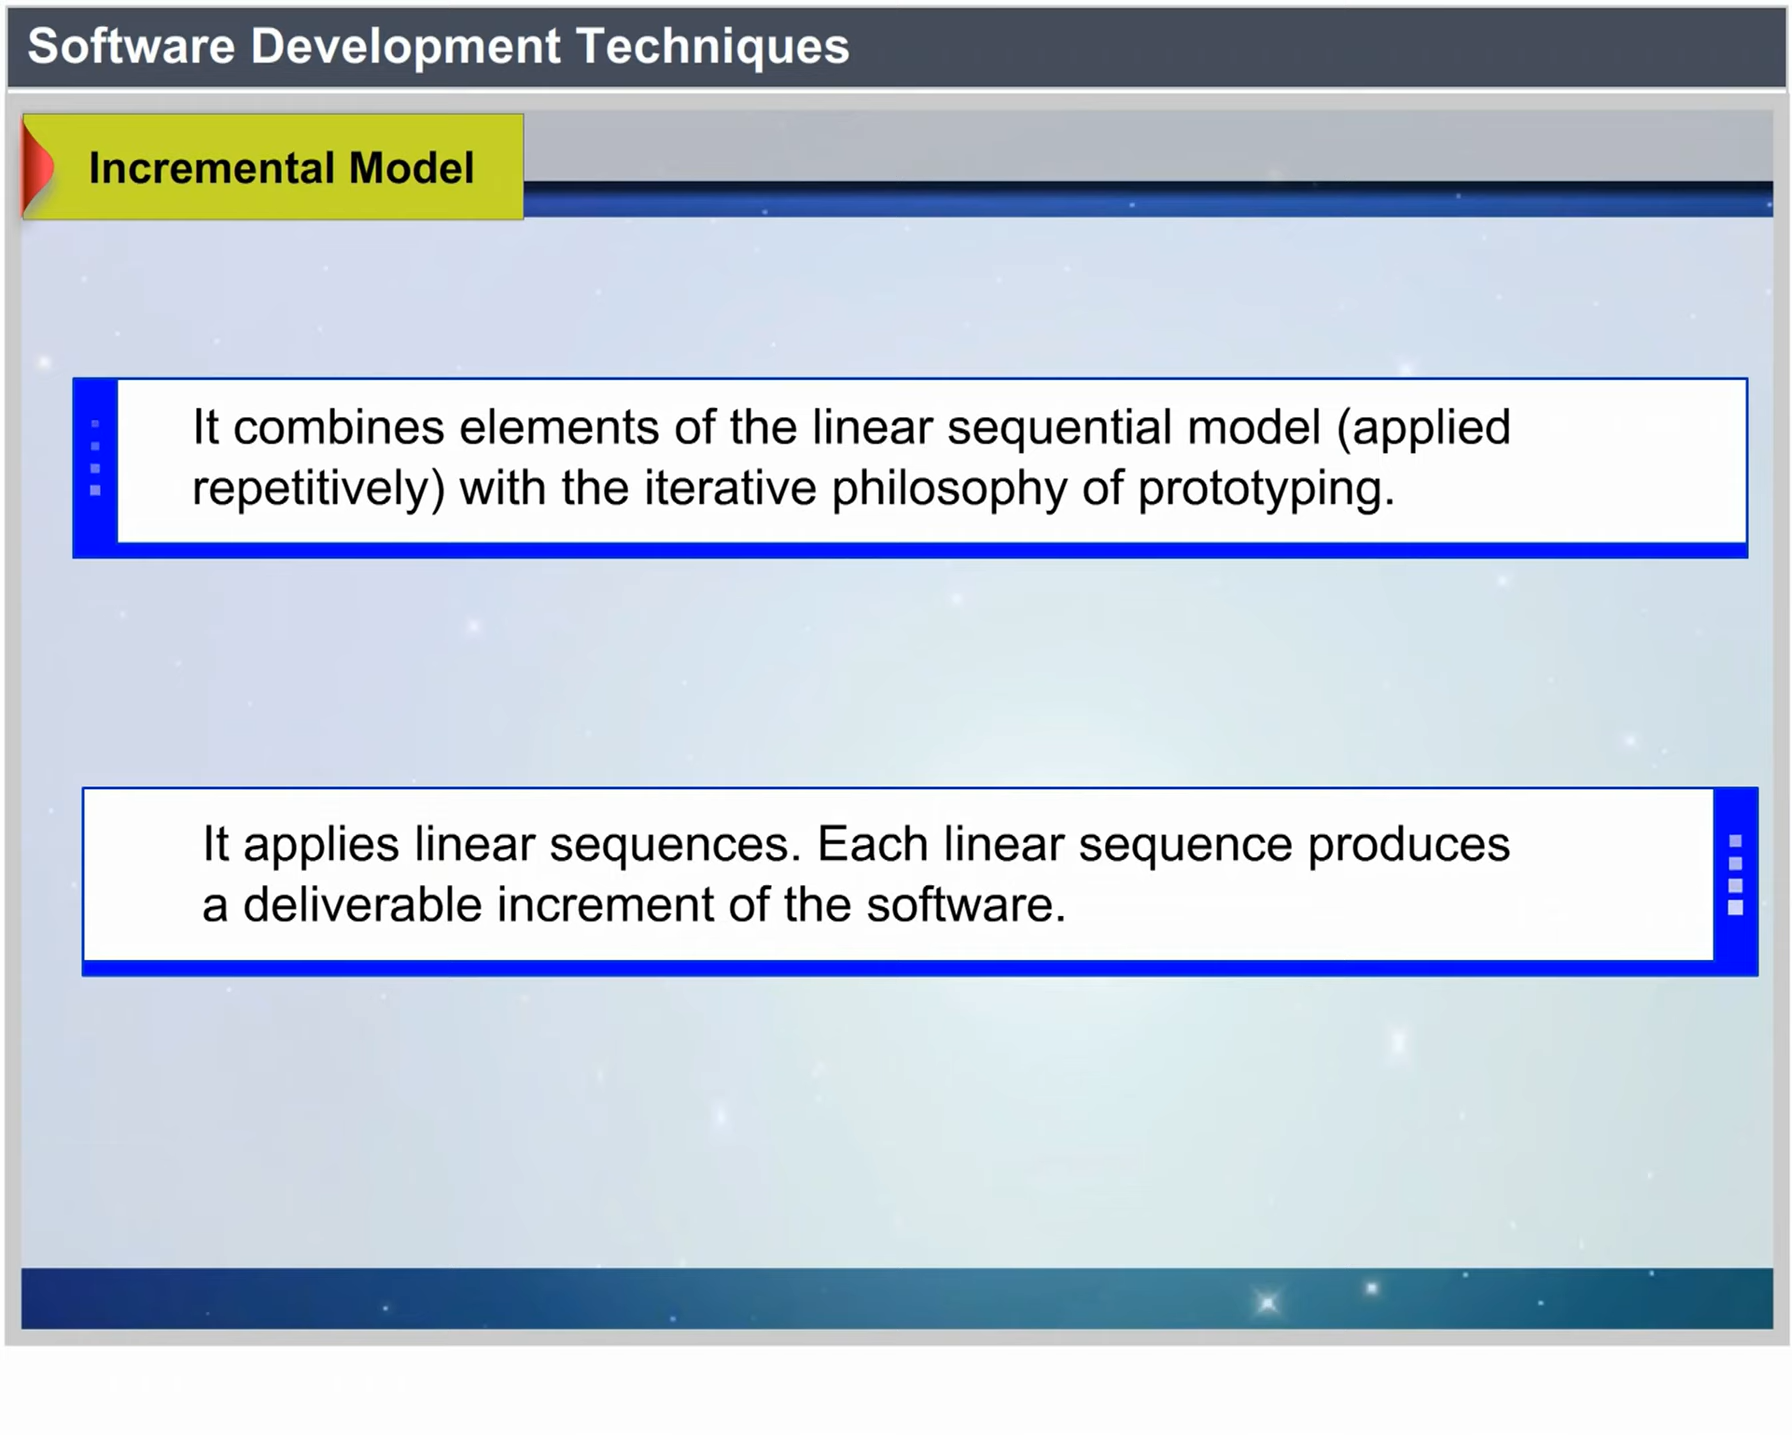 Software Development Techniques
Incremental Model
It combines elements of the linear sequential model (applied
repetitively) with the iterative philosophy of prototyping.
It applies linear sequences. Each linear sequence produces
a deliverable increment of the software.